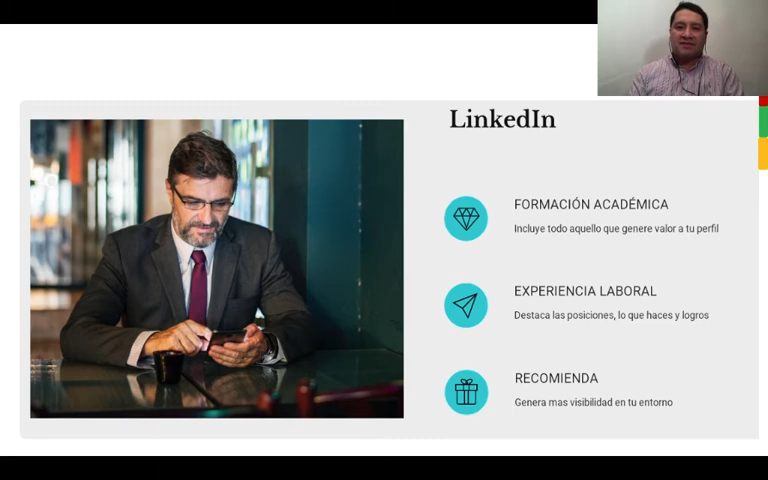 LinkedIn
FORMACIÓN ACADÉMICA
Incluye todo aquello que genere valor a tu perfil
EXPERIENCIA LABORAL
Destaca las posiciones, lo que haces y logros
RECOMIENDA
Genera mas visibilidad en tu entorno